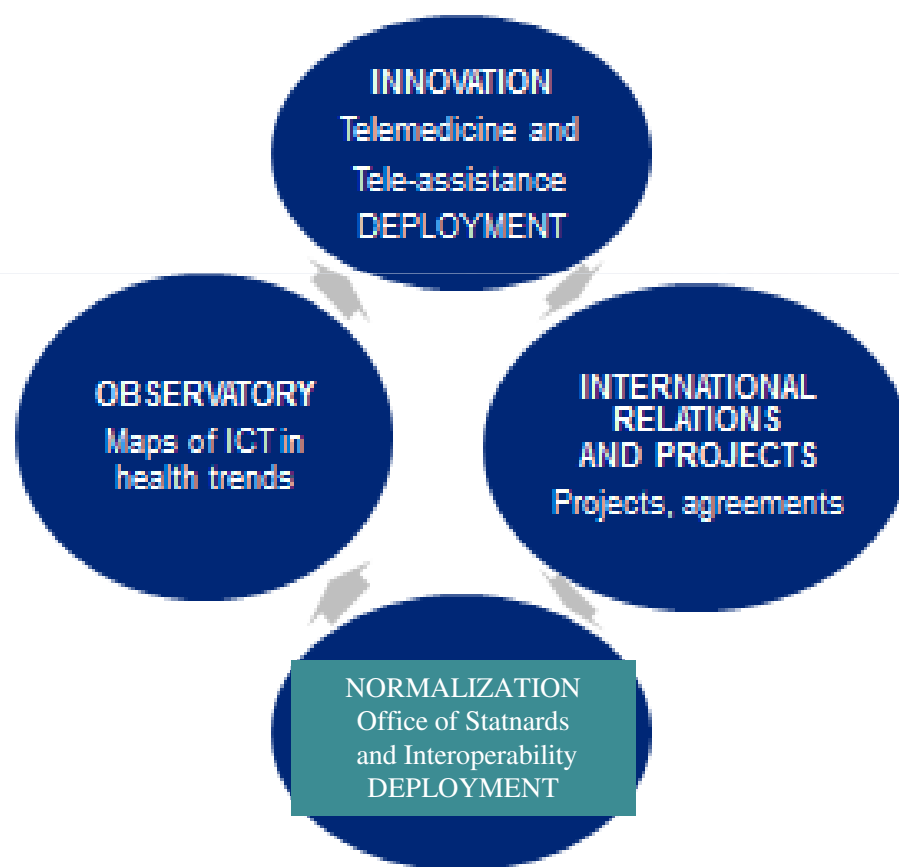 INNOVATION
Telemedicine and
Tele-assistance
DEPLOYMENT
OBSERVATORY
Maps of ICT in
health trends
INTERNATIONAL
RELATIONS
AND PROJECTS
Projects, agreements
NORMALIZATION
Office of Statnards
and Interoperability
DEPLOYMENT